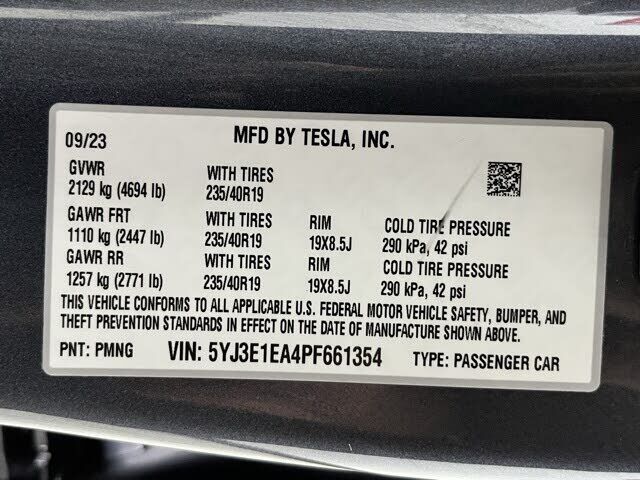 09/23 MFD BY TESLA, INC.
GVWR WITH TIRES
2129 kg (4694 lb) 235/40R19
GAWR FRT WITH TIRES RIM COLD TIRE PRESSURE
1110 kg (2447 lb) 235/40R19 19X8.5J 290 kPa, 42 psi
GAWR RR WITH TIRES RIM COLD TIRE PRESSURE
1257 kg (2771 lb) 235/40R19 19X8.5J 290 kPa, 42 psi
THIS VEHICLE CONFORMS TO ALL APPLICABLE U.S. FEDERAL MOTOR VEHICLE SAFETY, BUMPER, AND
THEFT PREVENTION STANDARDS IN EFFECT ON THE DATE OF MANUFACTURE SHOWN ABOVE.
PNT: PMNG VIN: 5YJ3E1EA4PF661354 TYPE: PASSENGER CAR